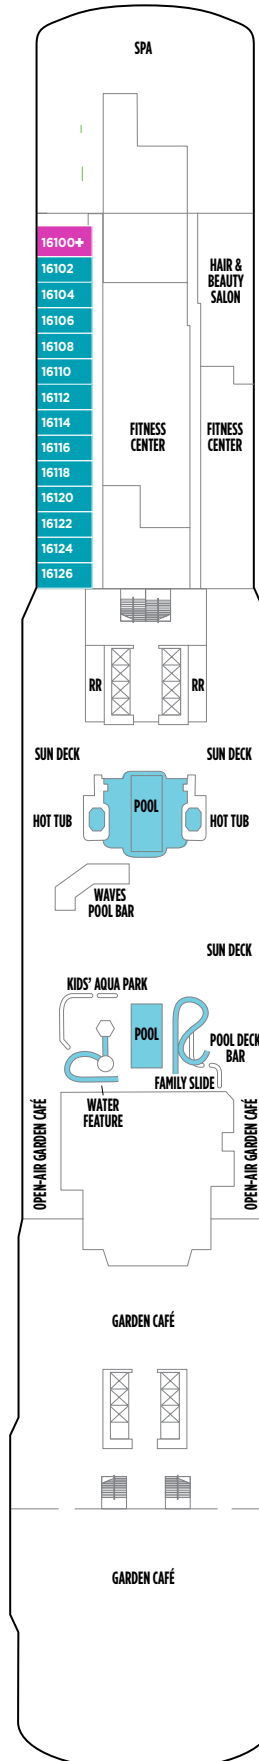 SPA
16100+
16102
16104
16106
16108
16110
16112
16114
16116
16118
16120
16122
16124
16126
HAIR &
BEAUTY
SALON
FITNESS
CENTER
FITNESS
CENTER
RR
RR
SUN DECK
SUN DECK
HOT TUB
POOL
HOT TUB
WAVES
POOL BAR
SUN DECK
KIDS' AQUA PARK
POOL
POOL DECK
BAR
FAMILY SLIDE
WATER
FEATURE
OPEN-AIR GARDEN CAFÉ
OPEN-AIR GARDEN CAFÉ
GARDEN CAFÉ
GARDEN CAFÉ